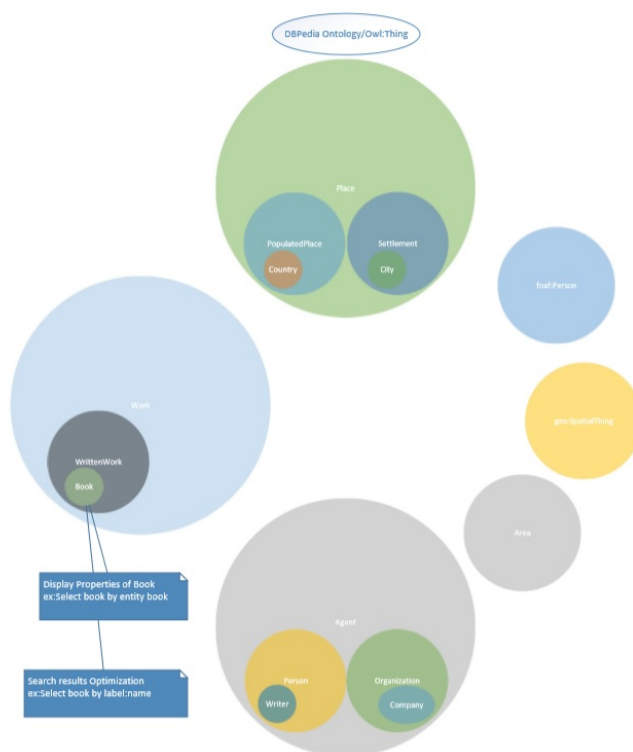 DBPedia Ontology/Owl:Thing
Place
PopulatedPlace
Settlement
Country
City
foaf:Person
Work
geo:SpatialThing
WrittenWork
Book
Area
Display Properties of Book
ex:Select book by entity book
Agent
Search results Optimization
ex:Select book by label:name
Person
Organization
Writer
Company